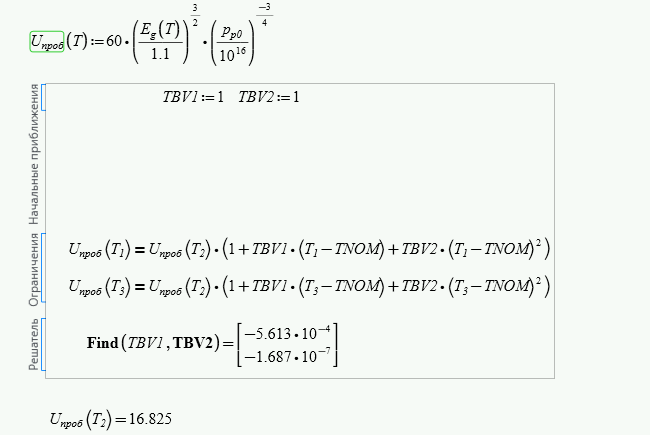 U_проб(T):=60·(E_g(T)/1.1)^(3/2)·(p_p0/10^16)^(-3/4)
Начальные приближения
TBV1:=1 TBV2:=1
Ограничения
U_проб(T_1)=U_проб(T_2)·(1+TBV1·(T_1−TNOM)+TBV2·(T_1−TNOM)^2)
U_проб(T_3)=U_проб(T_2)·(1+TBV1·(T_3−TNOM)+TBV2·(T_3−TNOM)^2)
Решатель
Find(TBV1,TBV2)=[−5.613·10^−4
−1.687·10^−7]
U_проб(T_2)=16.825